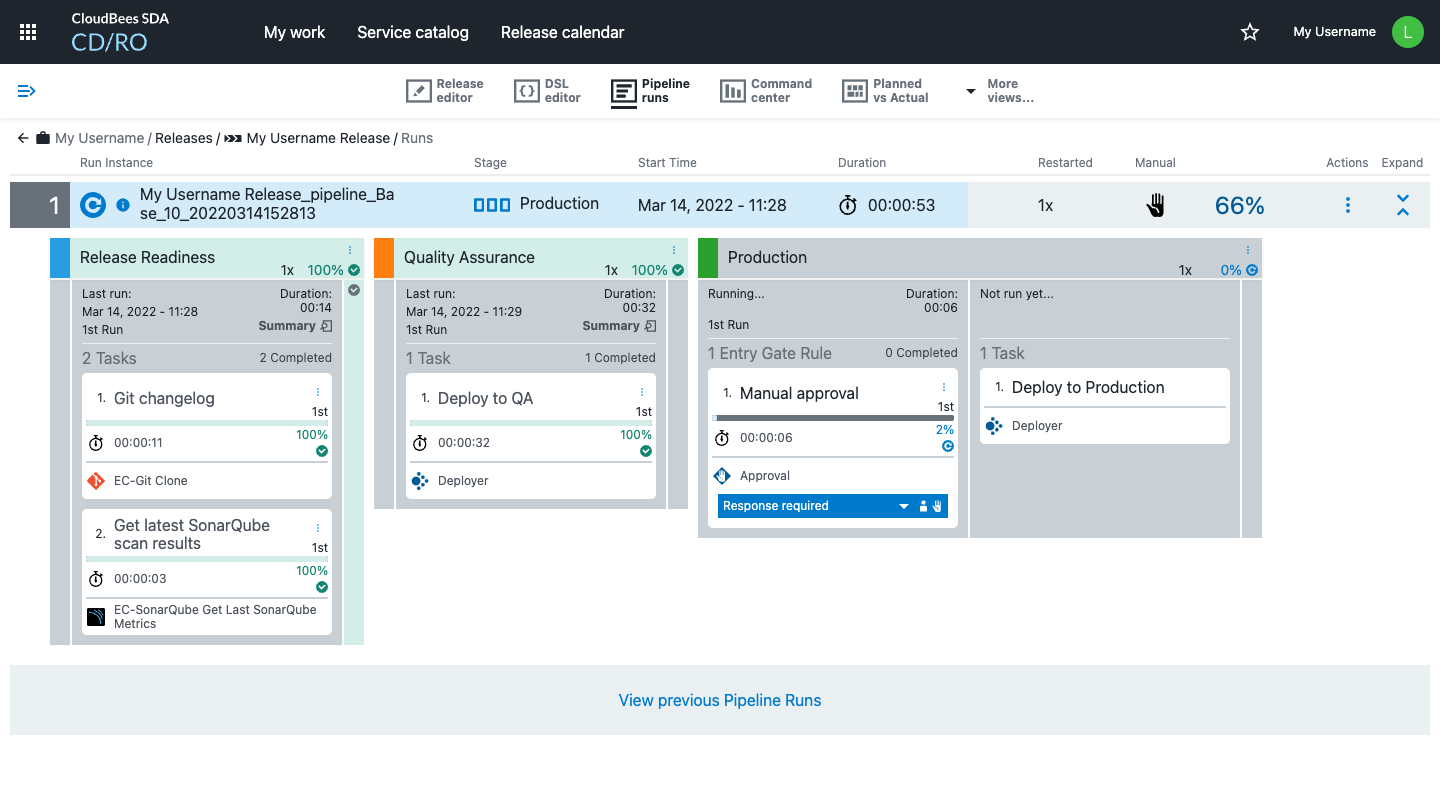 CloudBees SDA
CD/RO
My work
Service catalog
Release calendar
My Username
L
Release
editor
DSL
editor
Pipeline
runs
Command
center
Planned
vs Actual
More
views...
My Username / Releases / My Username Release / Runs
Run Instance
Stage
Start Time
Duration
Restarted
Manual
Actions
Expand
1
My Username Release_pipeline_Ba
se_10_20220314152813
Production
Mar 14, 2022 - 11:28
00:00:53
1x
66%
Release Readiness
1x 100%
Last run:
Mar 14, 2022 - 11:28
1st Run
Duration:
00:14
Summary
2 Tasks
2 Completed
1. Git changelog
1st
100%
00:00:11
EC-Git Clone
2. Get latest SonarQube
scan results
1st
100%
00:00:03
EC-SonarQube Get Last SonarQube
Metrics
Quality Assurance
1x 100%
Last run:
Mar 14, 2022 - 11:29
1st Run
Duration:
00:32
Summary
1 Task
1 Completed
1. Deploy to QA
1st
100%
00:00:32
Deployer
Production
1x 0%
Running...
Duration:
00:06
1st Run
1 Entry Gate Rule
0 Completed
1. Manual approval
1st
2%
00:00:06
Approval
Response required
Not run yet...
1 Task
1. Deploy to Production
Deployer
View previous Pipeline Runs